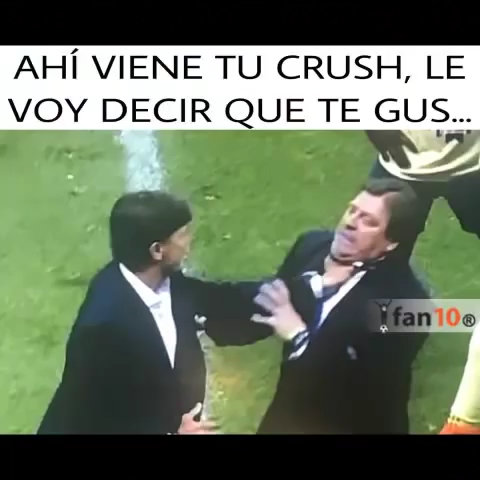 AHÍ VIENE TU CRUSH, LE
VOY DECIR QUE TE GUS...
fan10®